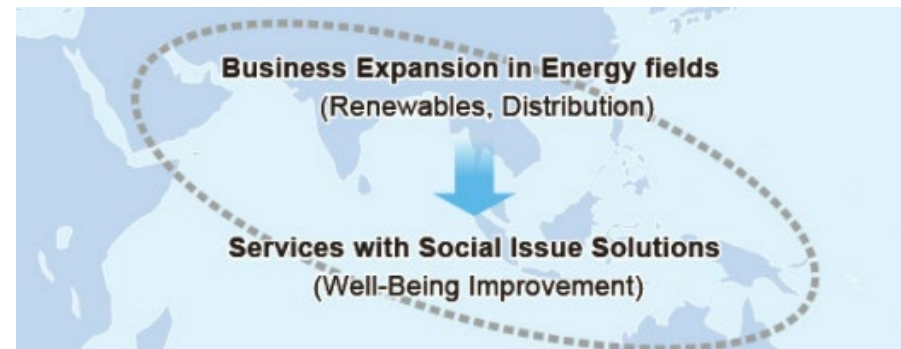 Business Expansion in Energy fields
(Renewables, Distribution)
Services with Social Issue Solutions
(Well-Being Improvement)